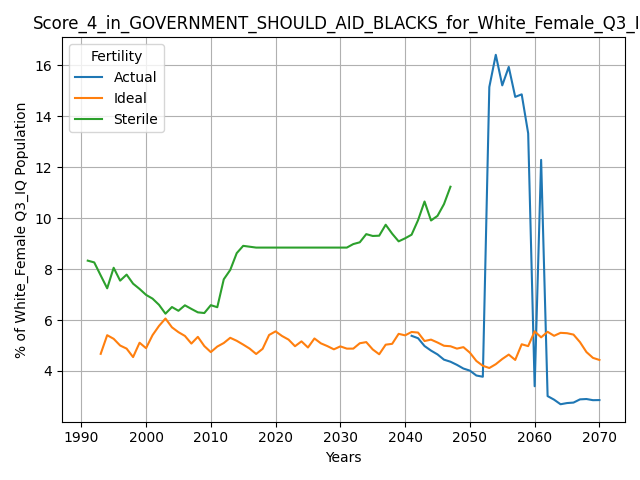 Score_4_in_GOVERNMENT_SHOULD_AID_BLACKS_for_White_Female_Q3_I
Fertility
Actual
Ideal
Sterile
% of White_Female Q3_IQ Population
16
14
12
10
8
6
4
1990 2000 2010 2020 2030 2040 2050 2060 2070
Years